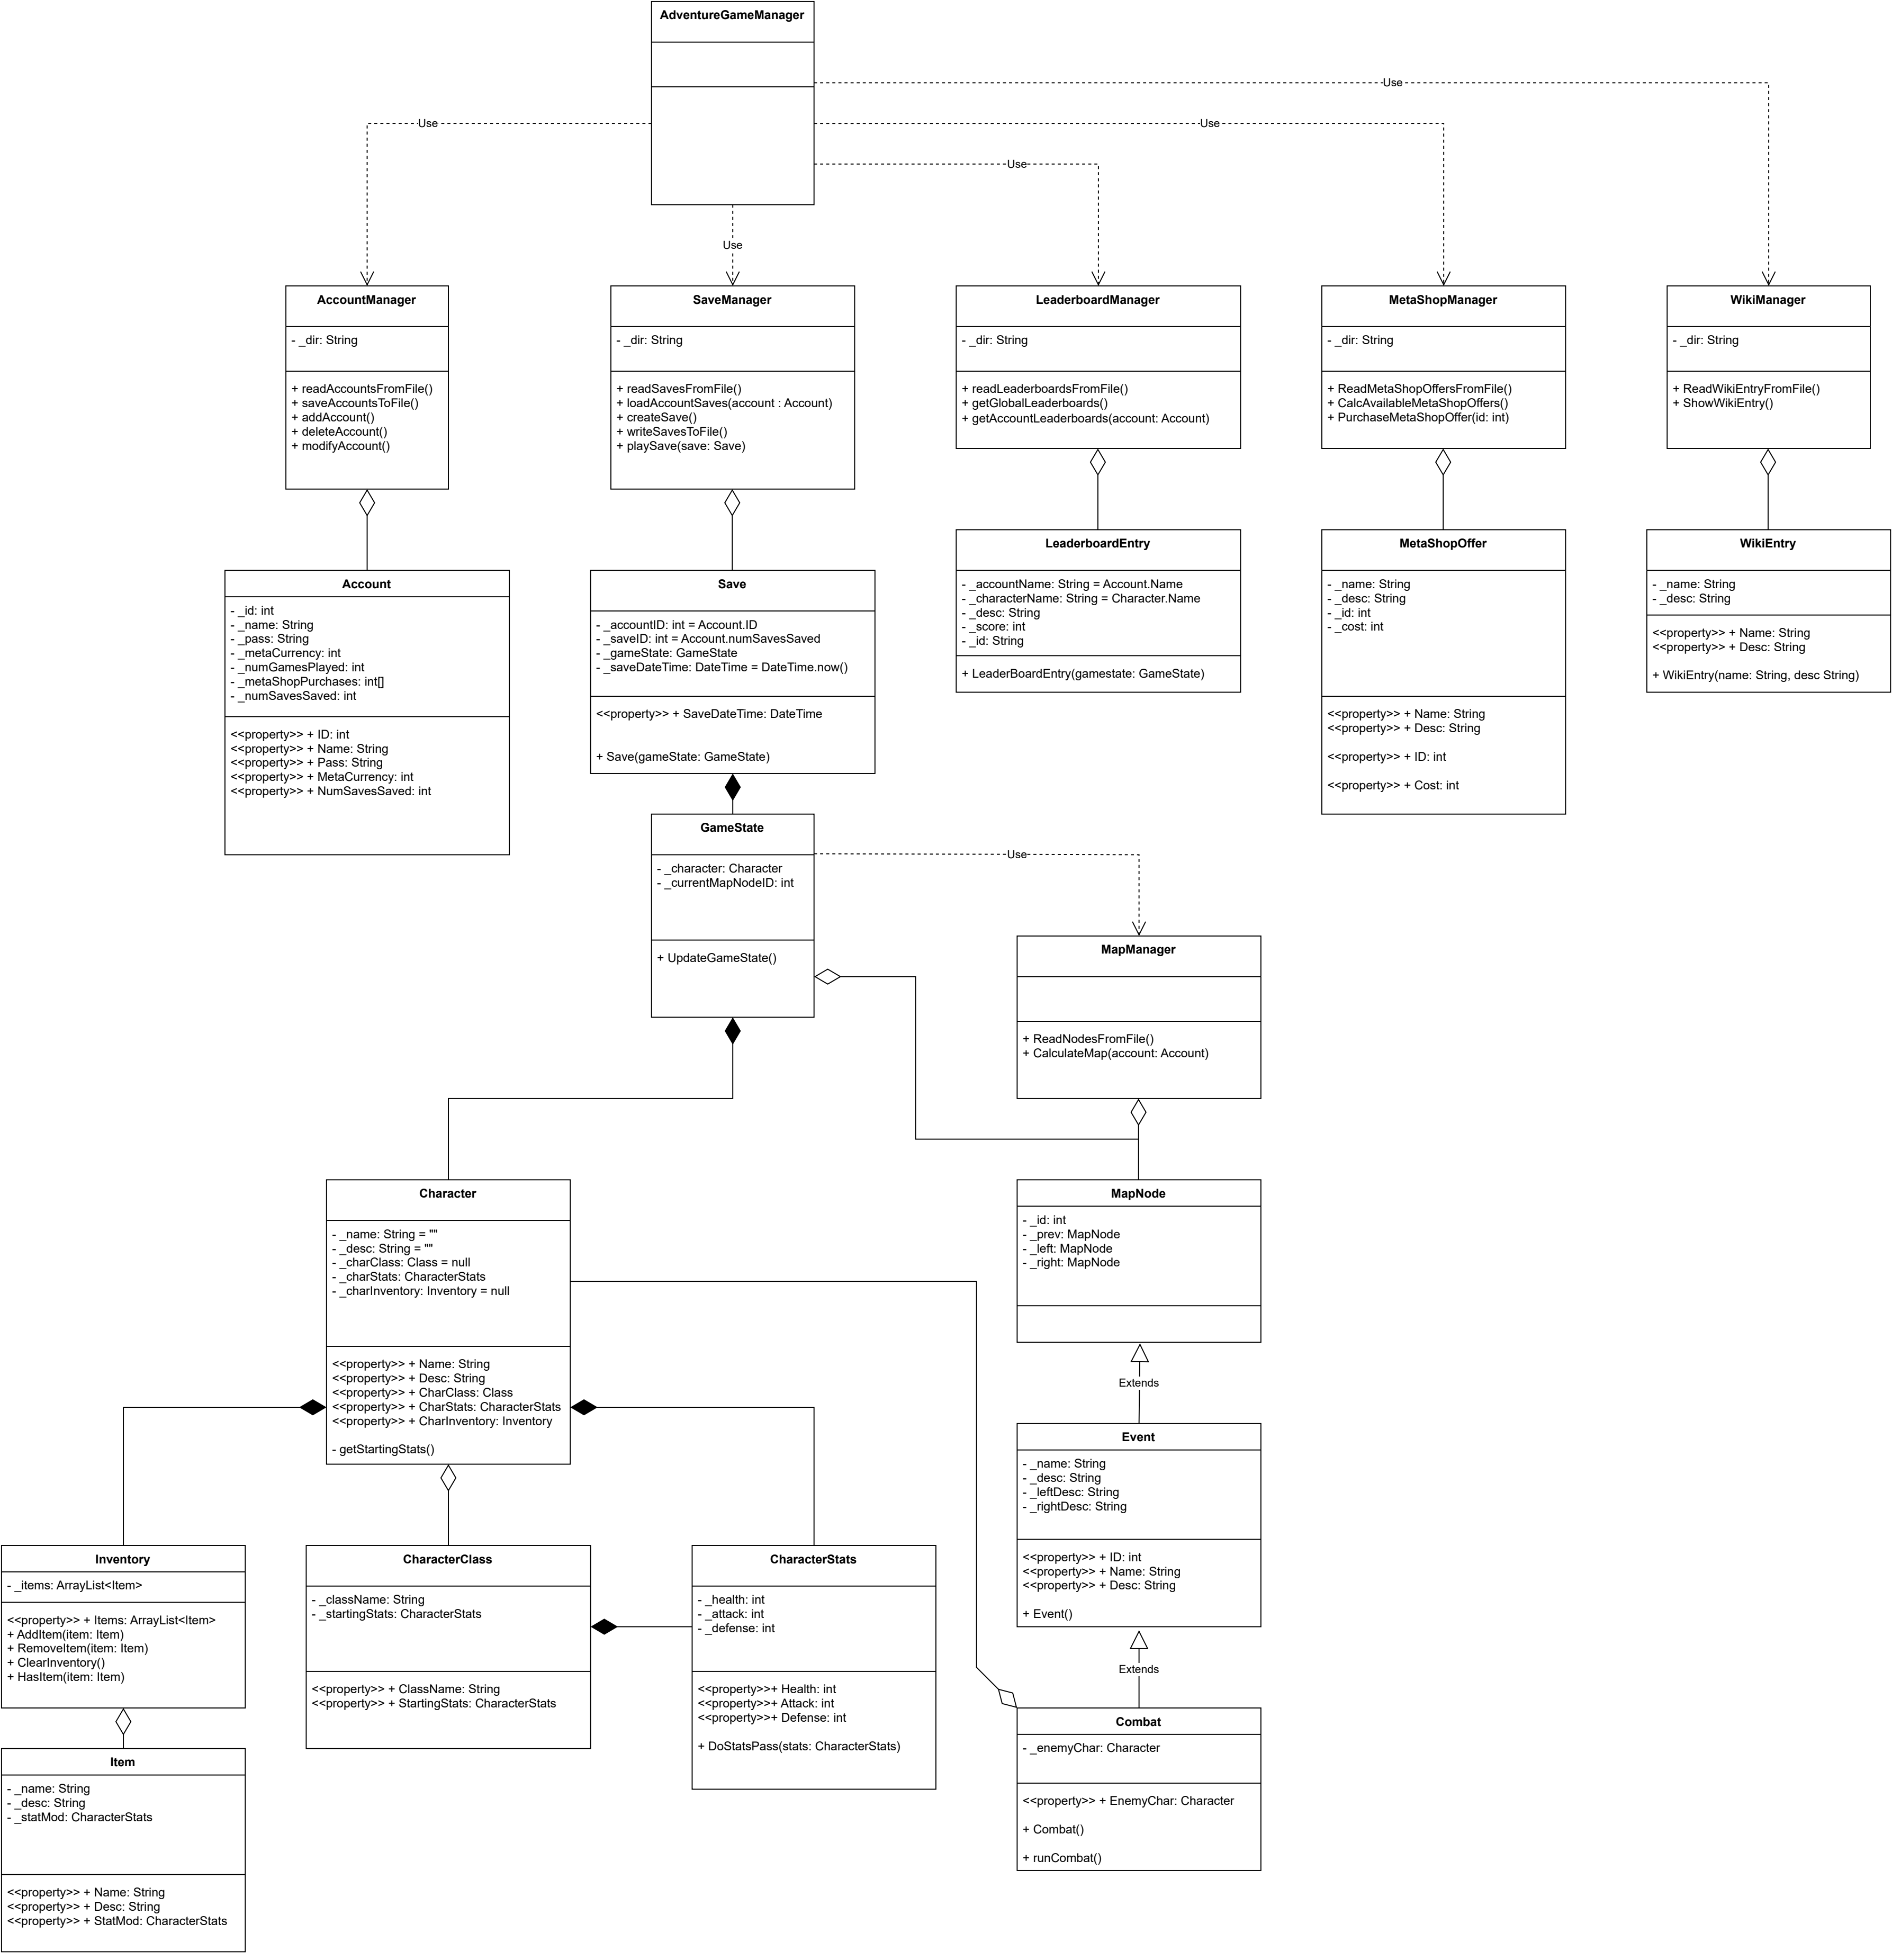 AdventureGameManager
Use
Use
Use
Use
Use
AccountManager
- _dir: String
+ readAccountsFromFile()
+ saveAccountsToFile()
+ addAccount()
+ deleteAccount()
+ modifyAccount()
SaveManager
- _dir: String
+ readSavesFromFile()
+ loadAccountSaves(account : Account)
+ createSave()
+ writeSavesToFile()
+ playSave(save: Save)
LeaderboardManager
- _dir: String
+ readLeaderboardsFromFile()
+ getGlobalLeaderboards()
+ getAccountLeaderboards(account: Account)
MetaShopManager
- _dir: String
+ ReadMetaShopOffersFromFile()
+ CalcAvailableMetaShopOffers()
+ PurchaseMetaShopOffer(id: int)
WikiManager
- _dir: String
+ ReadWikiEntryFromFile()
+ ShowWikiEntry()
Account
- _id: int
- _name: String
- _pass: String
- _metaCurrency: int
- _numGamesPlayed: int
- _metaShopPurchases: int[]
- _numSavesSaved: int
<<property>> + ID: int
<<property>> + Name: String
<<property>> + Pass: String
<<property>> + MetaCurrency: int
<<property>> + NumSavesSaved: int
Save
- _accountID: int = Account.ID
- _saveID: int = Account.numSavesSaved
- _gameState: GameState
- _saveDateTime: DateTime = DateTime.now()
<<property>> + SaveDateTime: DateTime
+ Save(gameState: GameState)
LeaderboardEntry
- _accountName: String = Account.Name
- _characterName: String = Character.Name
- _desc: String
- _score: int
- _id: String
+ LeaderBoardEntry(gamestate: GameState)
MetaShopOffer
- _name: String
- _desc: String
- _id: int
- _cost: int
<<property>> + Name: String
<<property>> + Desc: String
<<property>> + ID: int
<<property>> + Cost: int
WikiEntry
- _name: String
- _desc: String
<<property>> + Name: String
<<property>> + Desc: String
+ WikiEntry(name: String, desc String)
GameState
- _character: Character
- _currentMapNodeID: int
+ UpdateGameState()
Use
MapManager
+ ReadNodesFromFile()
+ CalculateMap(account: Account)
Character
- _name: String = ""
- _desc: String = ""
- _charClass: Class = null
- _charStats: CharacterStats
- _charInventory: Inventory = null
<<property>> + Name: String
<<property>> + Desc: String
<<property>> + CharClass: Class
<<property>> + CharStats: CharacterStats
<<property>> + CharInventory: Inventory
- getStartingStats()
MapNode
- _id: int
- _prev: MapNode
- _left: MapNode
- _right: MapNode
Extends
Event
- _name: String
- _desc: String
- _leftDesc: String
- _rightDesc: String
<<property>> + ID: int
<<property>> + Name: String
<<property>> + Desc: String
+ Event()
Extends
Inventory
- _items: ArrayList<Item>
<<property>> + Items: ArrayList<Item>
+ AddItem(item: Item)
+ RemoveItem(item: Item)
+ ClearInventory()
+ HasItem(item: Item)
CharacterClass
- _className: String
- _startingStats: CharacterStats
<<property>> + ClassName: String
<<property>> + StartingStats: CharacterStats
CharacterStats
- _health: int
- _attack: int
- _defense: int
<<property>>+ Health: int
<<property>>+ Attack: int
<<property>>+ Defense: int
+ DoStatsPass(stats: CharacterStats)
Combat
- _enemyChar: Character
<<property>> + EnemyChar: Character
+ Combat()
+ runCombat()
Item
- _name: String
- _desc: String
- _statMod: CharacterStats
<<property>> + Name: String
<<property>> + Desc: String
<<property>> + StatMod: CharacterStats